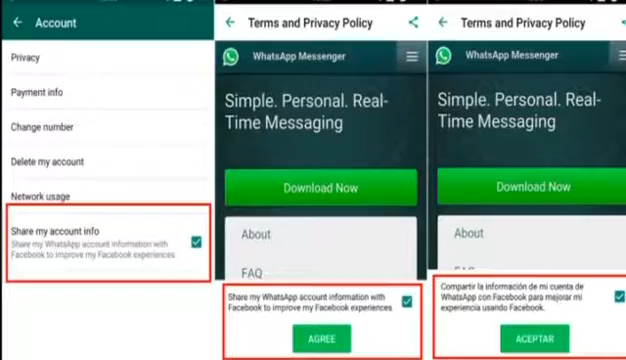 Account
Privacy
Payment info
Change number
Delete my account
Network usage
Share my account info
Share my WhatsApp account information with
Facebook to improve my Facebook experiences
Terms and Privacy Policy
WhatsApp Messenger
Simple. Personal. Real-
Time Messaging
Download Now
About
FAQ
Share my WhatsApp account information with
Facebook to improve my Facebook experiences
AGREE
Terms and Privacy Policy
WhatsApp Messenger
Simple. Personal. Real-
Time Messaging
Download Now
About
Compartir la información de mi cuenta de
WhatsApp con Facebook para mejorar mi
experiencia usando Facebook.
ACEPTAR